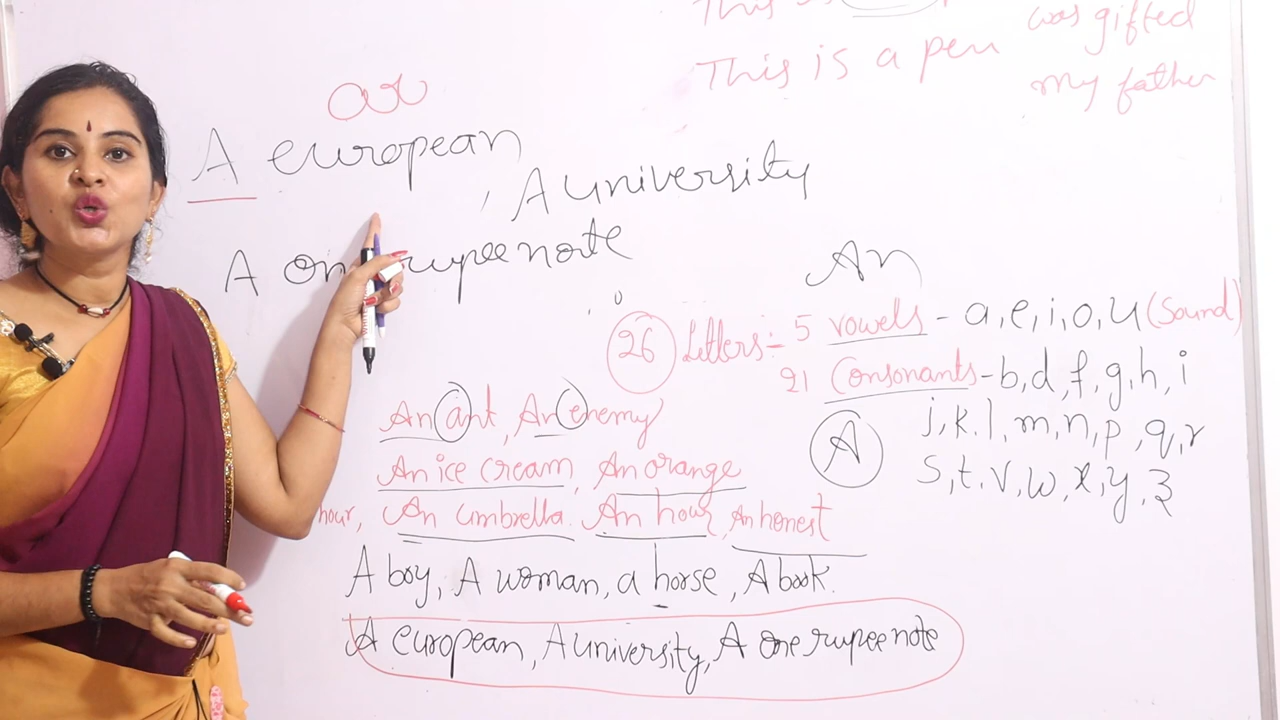 This is
was gifted
This is a pen
my father
A european
, A university
A one rupee note
An
26 Letters:- 5 vowels - a,e,i,o,u (Sound)
21 Consonants - b,d,f,g,h,i
j,k,l,m,n,p,q,r
A
s,t,v,w,x,y,z
An ant, An enemy
An ice cream, An orange
hour, An umbrella. An hour, An honest
A boy, A woman, a horse, A book.
A european, A university, A one rupee note